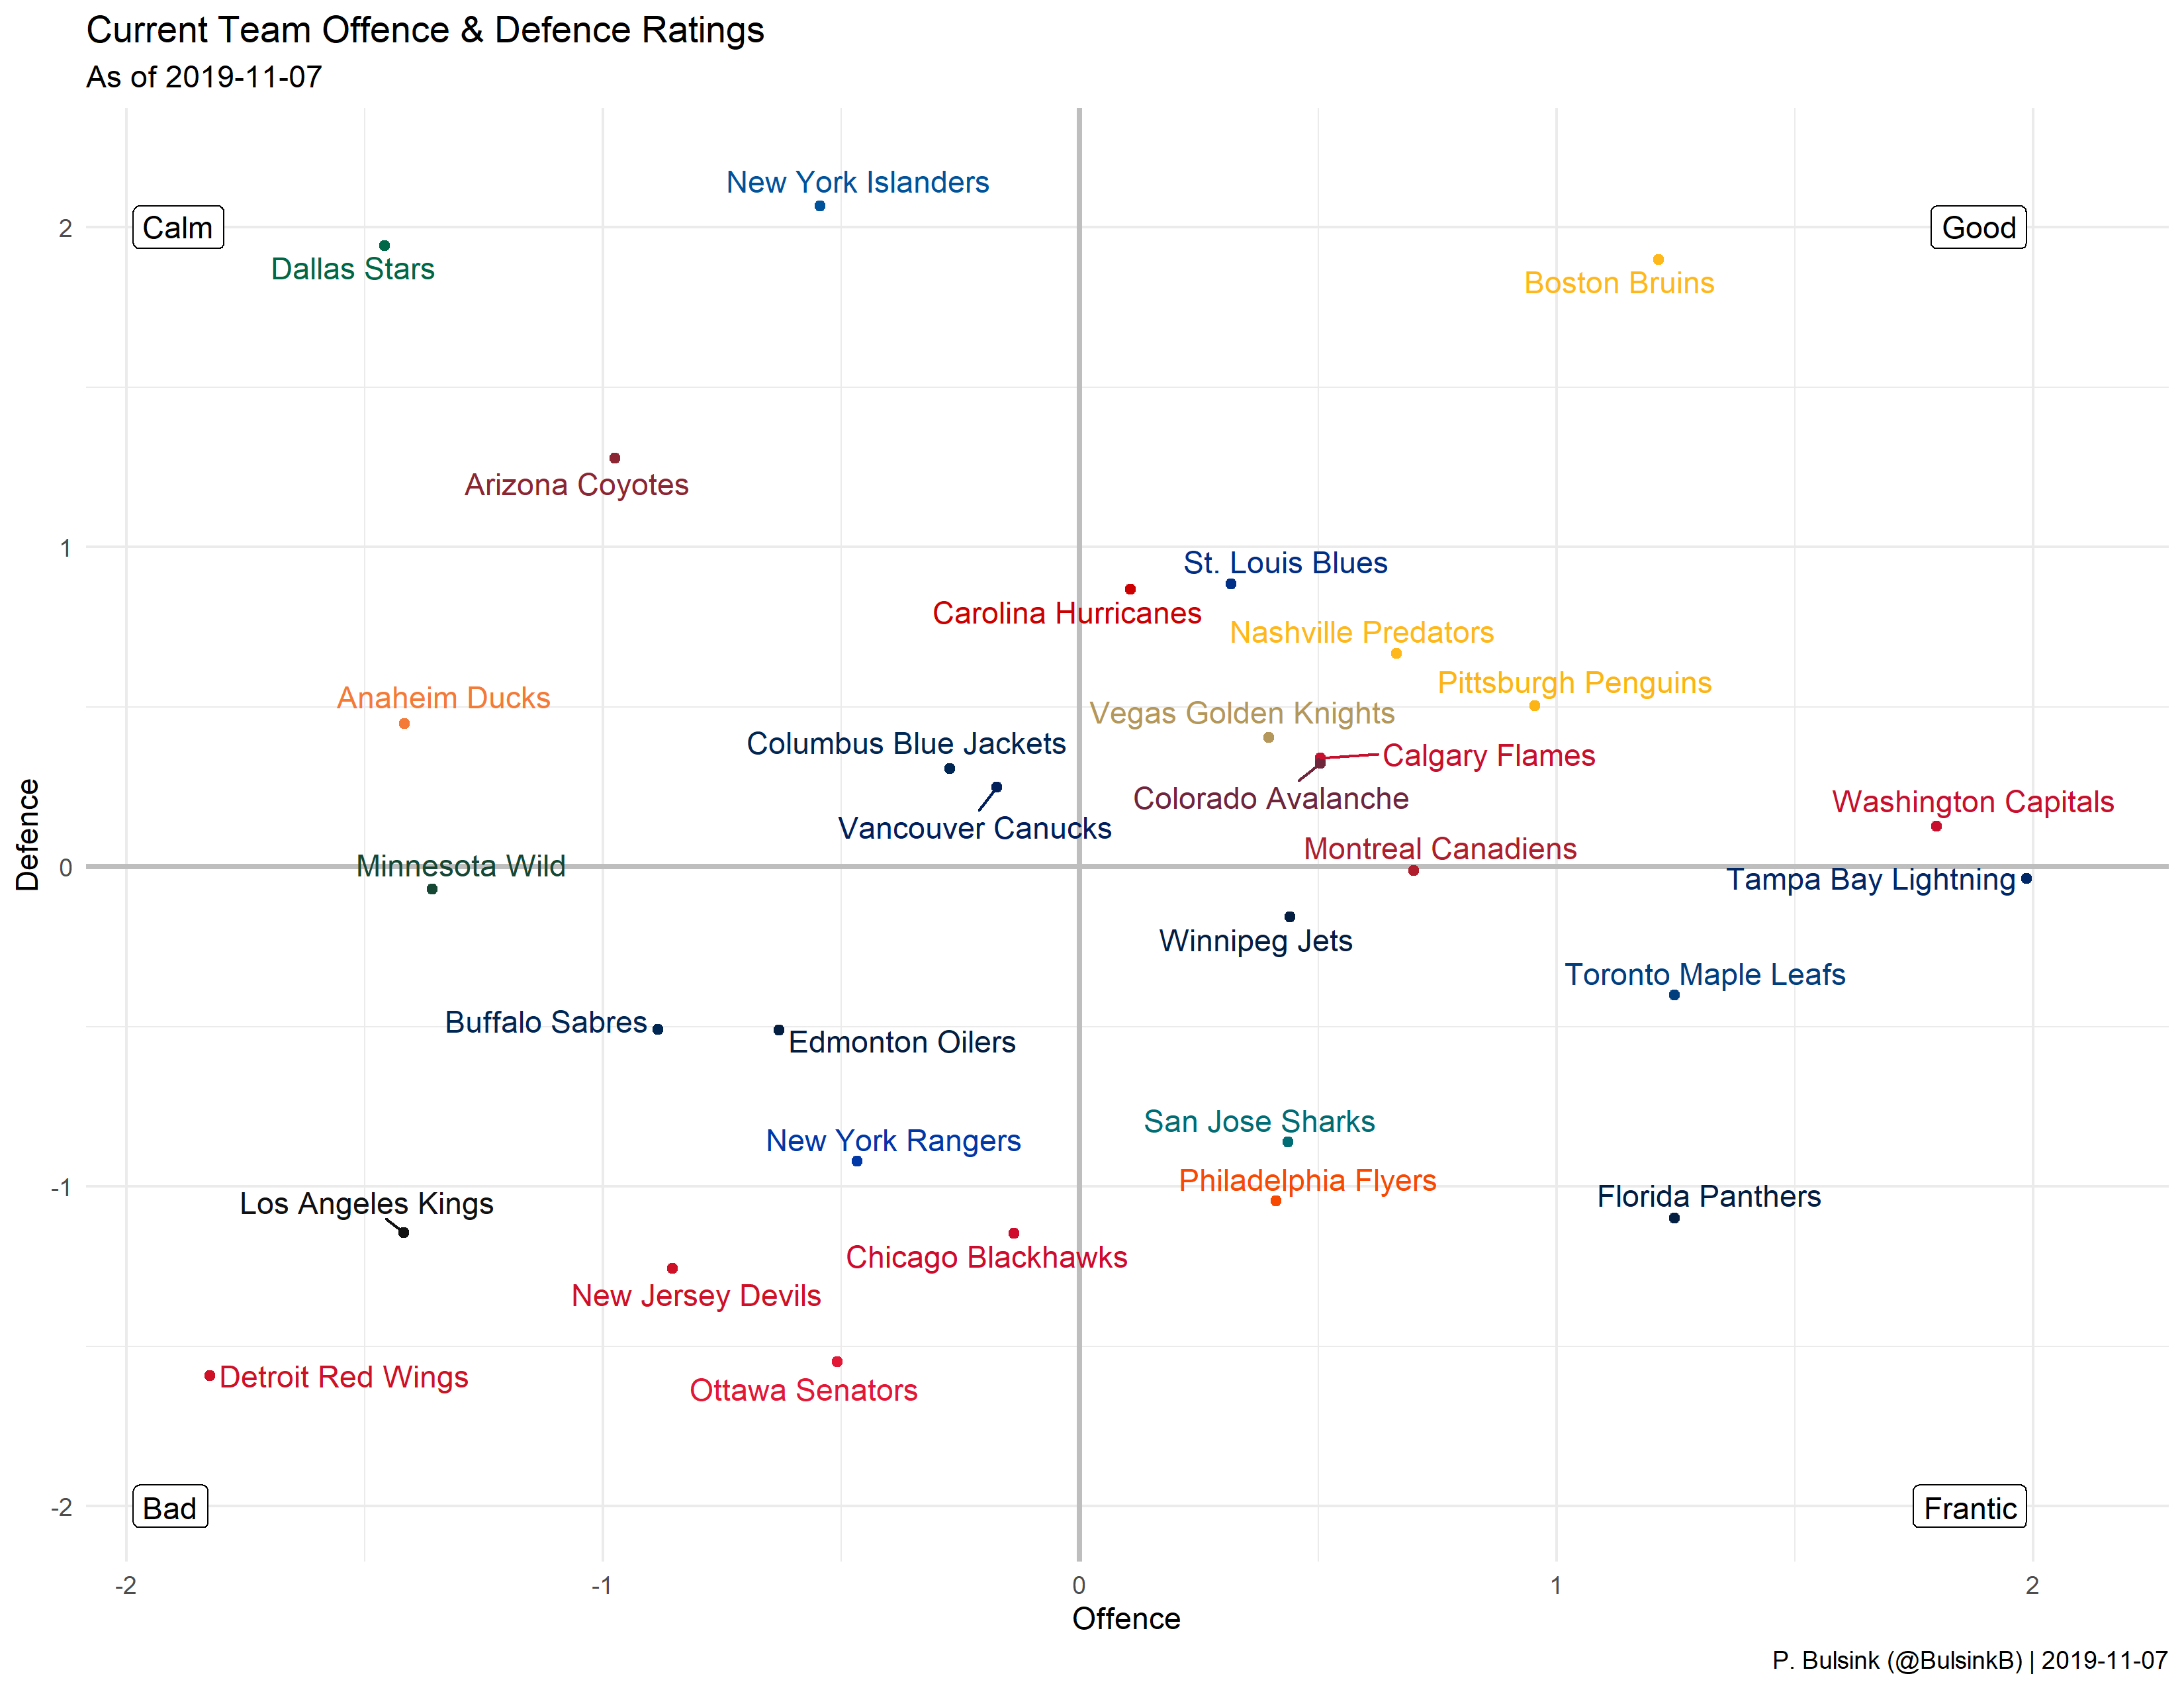 Current Team Offence & Defence Ratings
As of 2019-11-07
New York Islanders
Calm
Good
2
Dallas Stars
Boston Bruins
Arizona Coyotes
1
St. Louis Blues
Carolina Hurricanes
Nashville Predators
Pittsburgh Penguins
Anaheim Ducks
Vegas Golden Knights
Columbus Blue Jackets
Calgary Flames
Colorado Avalanche
Washington Capitals
Vancouver Canucks
Defence
Montreal Canadiens
0
Minnesota Wild
Tampa Bay Lightning
Winnipeg Jets
Toronto Maple Leafs
Buffalo Sabres
Edmonton Oilers
San Jose Sharks
New York Rangers
Philadelphia Flyers
-1
Florida Panthers
Los Angeles Kings
Chicago Blackhawks
New Jersey Devils
Detroit Red Wings
Ottawa Senators
-2
Bad
Frantic
-2 -1 0 1 2
Offence
P. Bulsink (@BulsinkB) | 2019-11-07